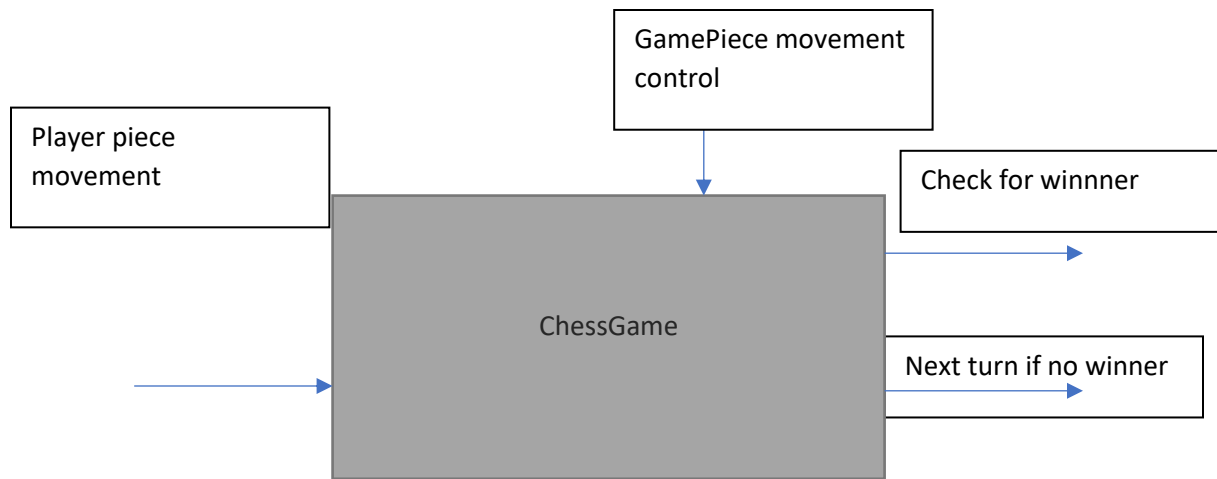 GamePiece movement
control
Player piece
movement
Check for winnner
ChessGame
Next turn if no winner